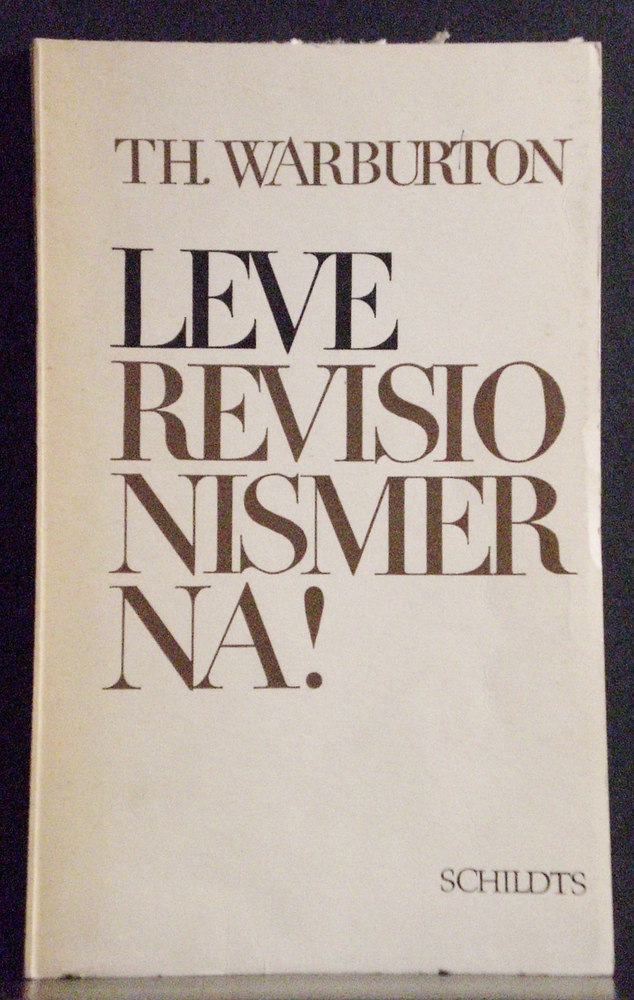 TH. WARBURTON
LEVE
REVISIO
NISMER
NA!
SCHILDTS